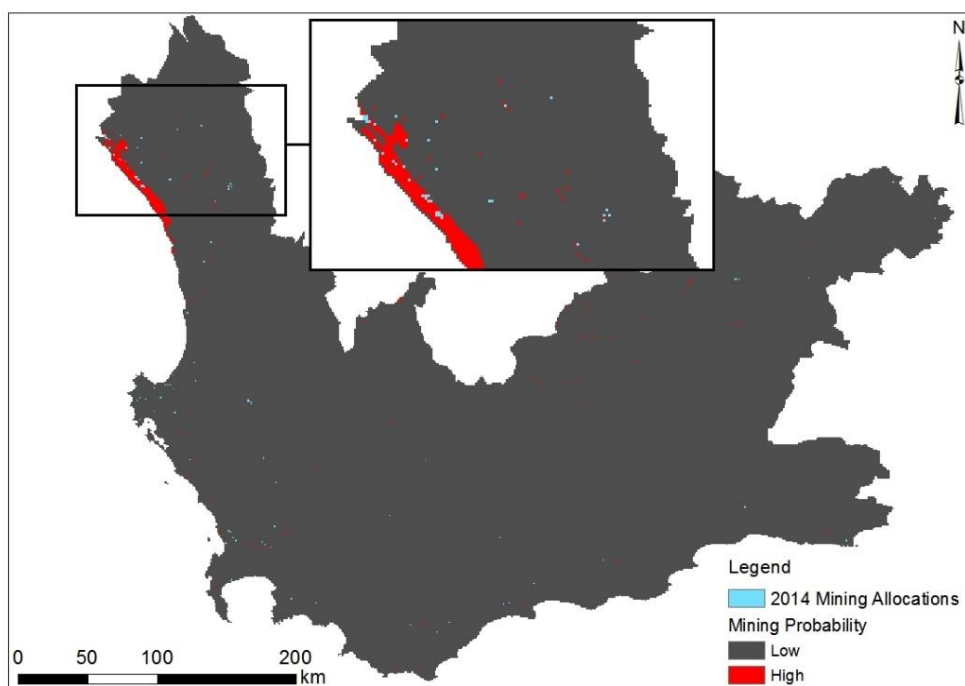 N
Legend
2014 Mining Allocations
Mining Probability
Low
High
0 50 100 200
km